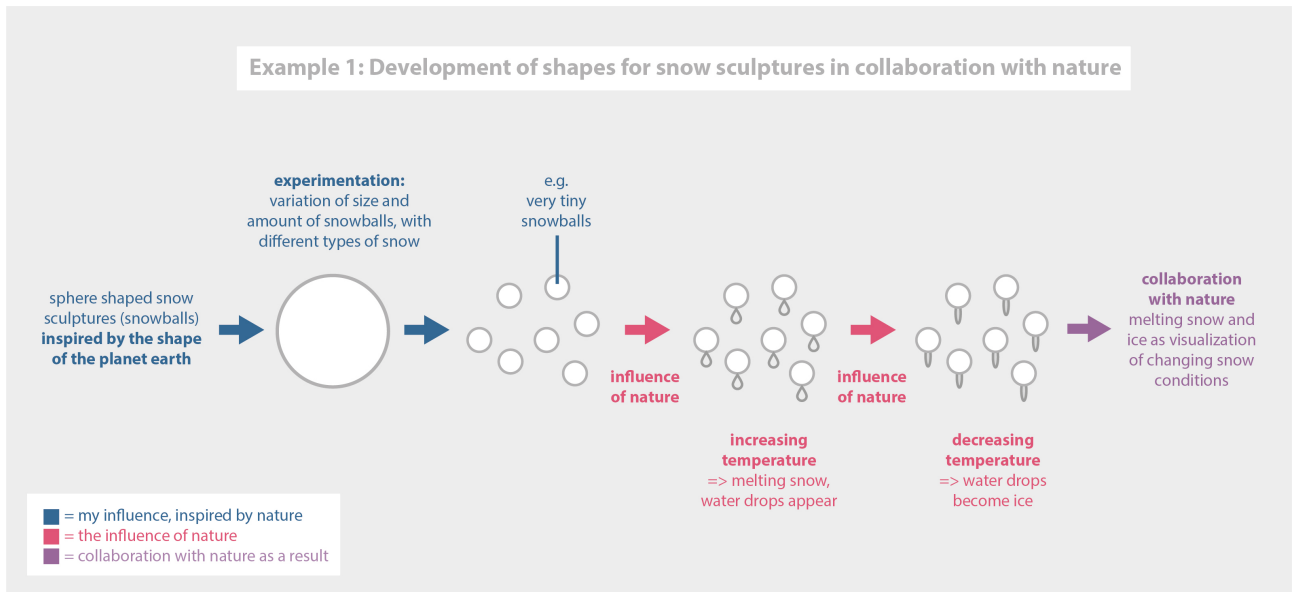 Example 1: Development of shapes for snow sculptures in collaboration with nature
experimentation:
variation of size and
amount of snowballs, with
different types of snow
e.g.
very tiny
snowballs
sphere shaped snow
sculptures (snowballs)
inspired by the shape
of the planet earth
influence
of nature
increasing
temperature
=> melting snow,
water drops appear
influence
of nature
decreasing
temperature
=> water drops
become ice
collaboration
with nature
melting snow and
ice as visualization
of changing snow
conditions
= my influence, inspired by nature
= the influence of nature
= collaboration with nature as a result